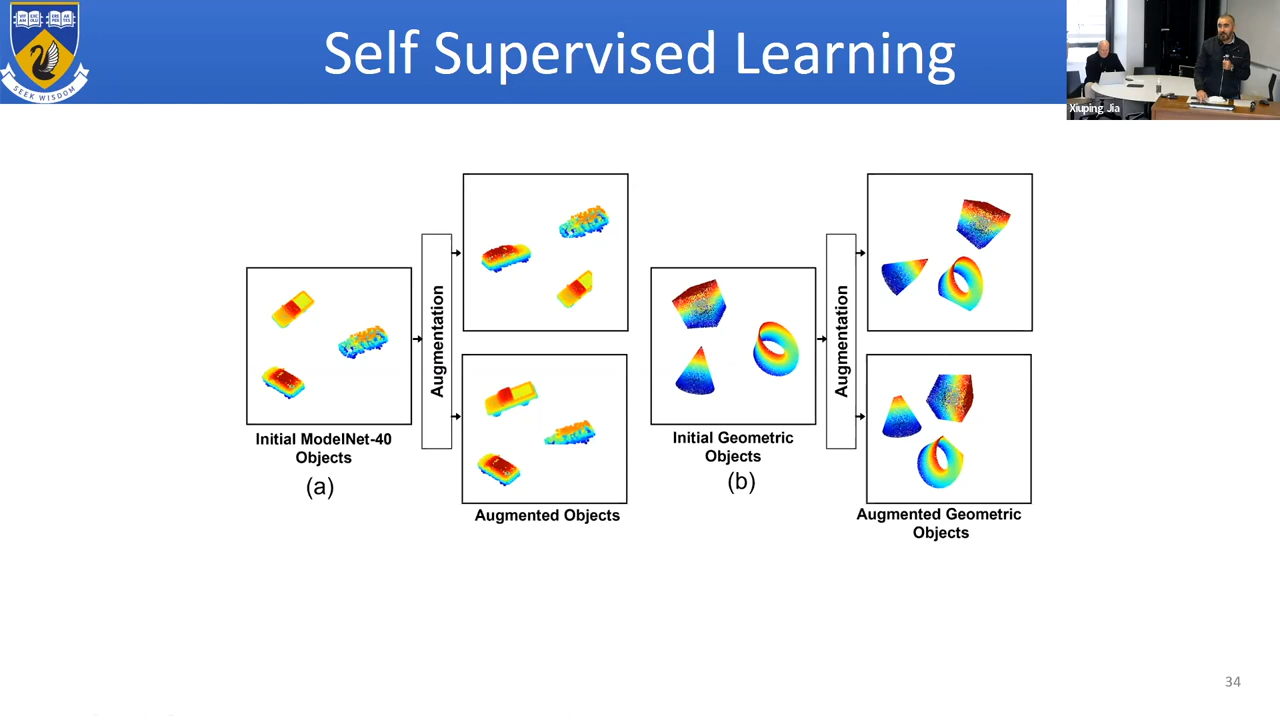 Self Supervised Learning
SEEK WISDOM
Xiuping Jia
Augmentation
Initial ModelNet-40
Objects
(a)
Augmented Objects
Augmentation
Initial Geometric
Objects
(b)
Augmented Geometric
Objects
34